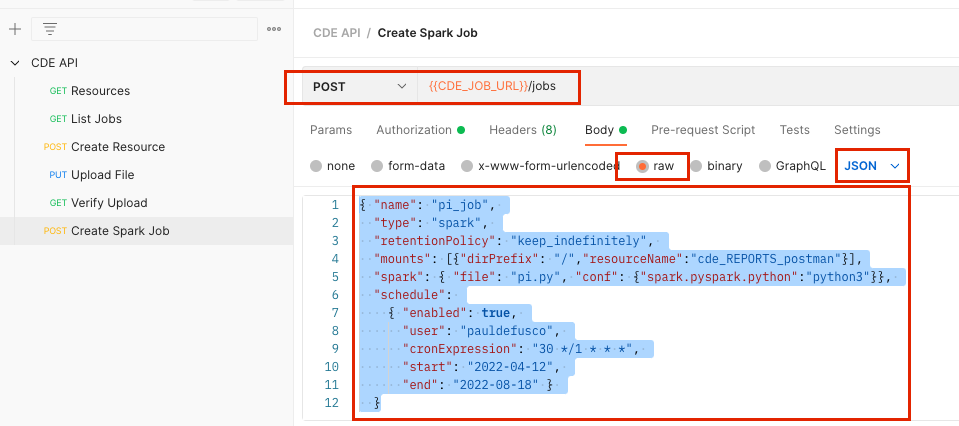 CDE API
GET Resources
GET List Jobs
POST Create Resource
PUT Upload File
GET Verify Upload
POST Create Spark Job
CDE API / Create Spark Job
POST {{CDE_JOB_URL}}/jobs
Params Authorization Headers (8) Body Pre-request Script Tests Settings
none form-data x-www-form-urlencoded raw binary GraphQL JSON
1 { "name": "pi_job",
2 "type": "spark",
3 "retentionPolicy": "keep_indefinitely",
4 "mounts": [{"dirPrefix": "/","resourceName":"cde_REPORTS_postman"}],
5 "spark": { "file": "pi.py", "conf": {"spark.pyspark.python":"python3"}},
6 "schedule":
7 { "enabled": true,
8 "user": "pauldefusco",
9 "cronExpression": "30 */1 * * *",
10 "start": "2022-04-12",
11 "end": "2022-08-18" }
12 }